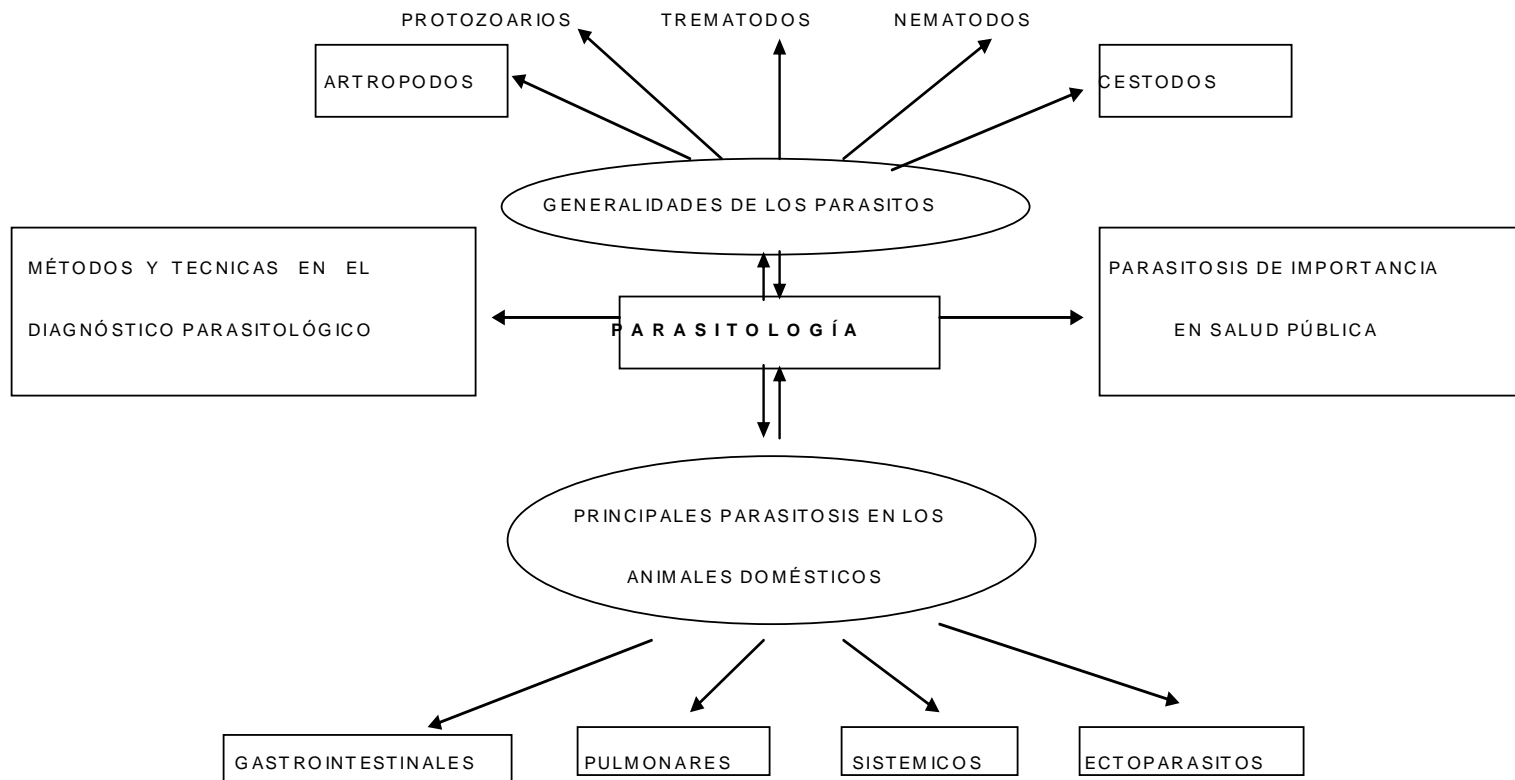 PROTOZOARIOS TREMATODOS NEMATODOS
ARTROPODOS CESTODOS
GENERALIDADES DE LOS PARASITOS
MÉTODOS Y TECNICAS EN EL
DIAGNÓSTICO PARASITOLÓGICO
PARASITOLOGÍA
PARASITOSIS DE IMPORTANCIA
EN SALUD PÚBLICA
PRINCIPALES PARASITOSIS EN LOS
ANIMALES DOMÉSTICOS
GASTROINTESTINALES PULMONARES SISTEMICOS ECTOPARASITOS